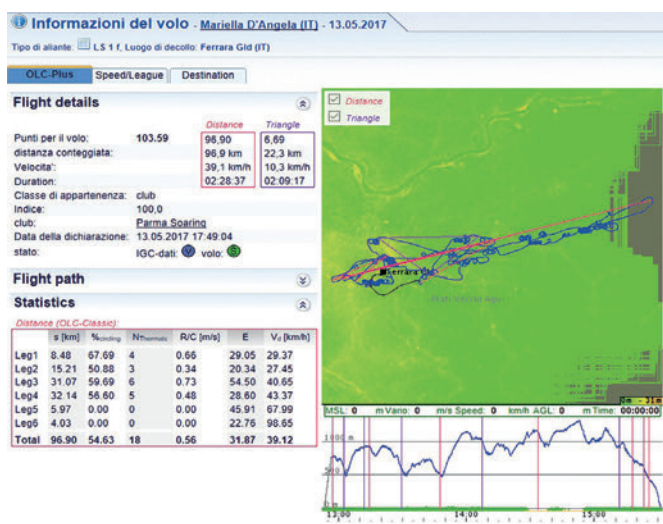 Informazioni del volo - Mariella D'Angela (IT) - 13.05.2017
Tipo di aliante: LS 1 f, Luogo di decollo: Ferrara Gld (IT)
OLC-Plus Speed/League Destination
Flight details
Distance Triangle
Punti per il volo: 103.59 96,90 6,69
distanza conteggiata: 96,9 km 22,3 km
Velocita': 39,1 km/h 10,3 km/h
Duration: 02:28:37 02:09:17
Classe di appartenenza: club
Indice: 100,0
club: Parma Soaring
Data della dichiarazione: 13.05.2017 17:49:04
stato: IGC-dati: V volo: S
Flight path
Statistics
Distance (OLC-Classic):
s [km] %circling NThermals R/C [m/s] E Vd [km/h]
Leg1 8.48 67.69 4 0.66 29.05 29.37
Leg2 15.21 50.88 3 0.34 20.34 27.45
Leg3 31.07 59.69 6 0.73 54.50 40.65
Leg4 32.14 56.60 5 0.48 28.60 43.37
Leg5 5.97 0.00 0 0.00 45.91 67.99
Leg6 4.03 0.00 0 0.00 22.76 98.65
Total 96.90 54.63 18 0.56 31.87 39.12
Distance
Triangle
Ferrara Gl
0m - 31m
MSL: 0 m Vario: 0 m/s Speed: 0 km/h AGL: 0 m Time: 00:00:00
1000 m
500
13:00 14:00 15:00